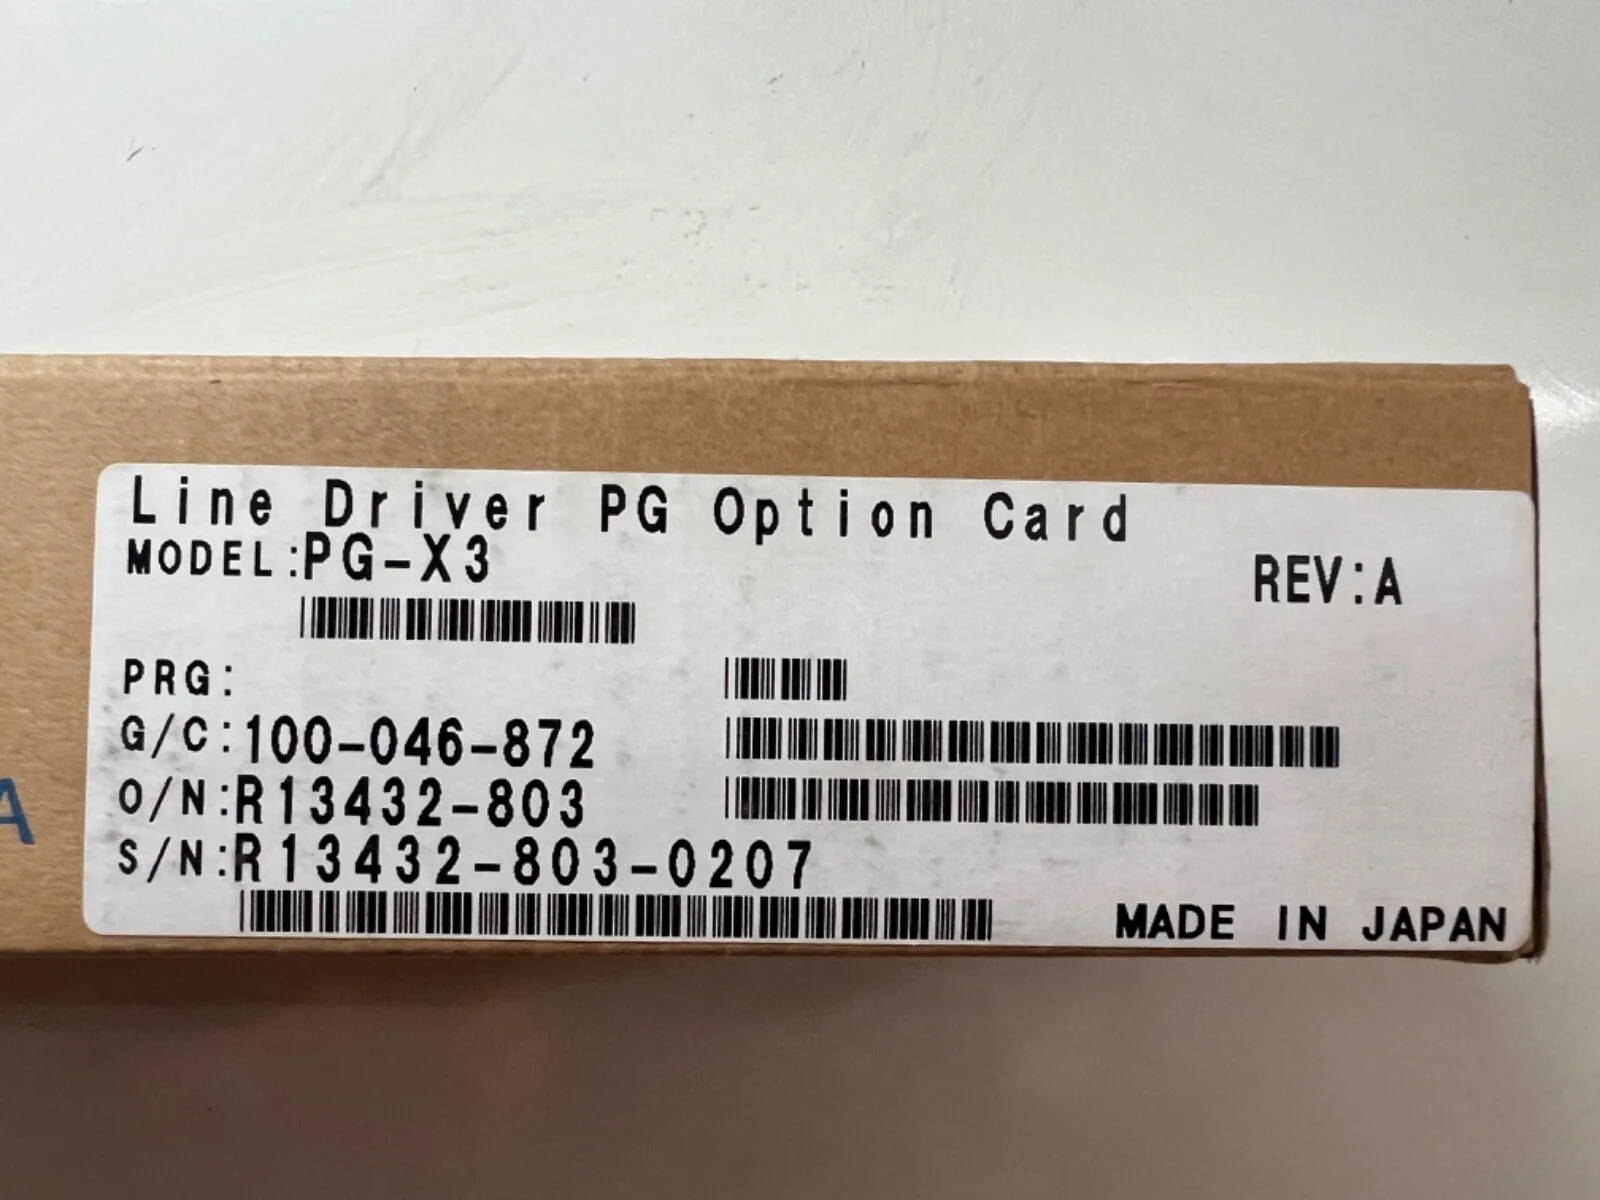 Line Driver PG Option Card
MODEL:PG-X3
REV:A
PRG:
G/C:100-046-872
O/N:R13432-803
S/N:R13432-803-0207
MADE IN JAPAN
A